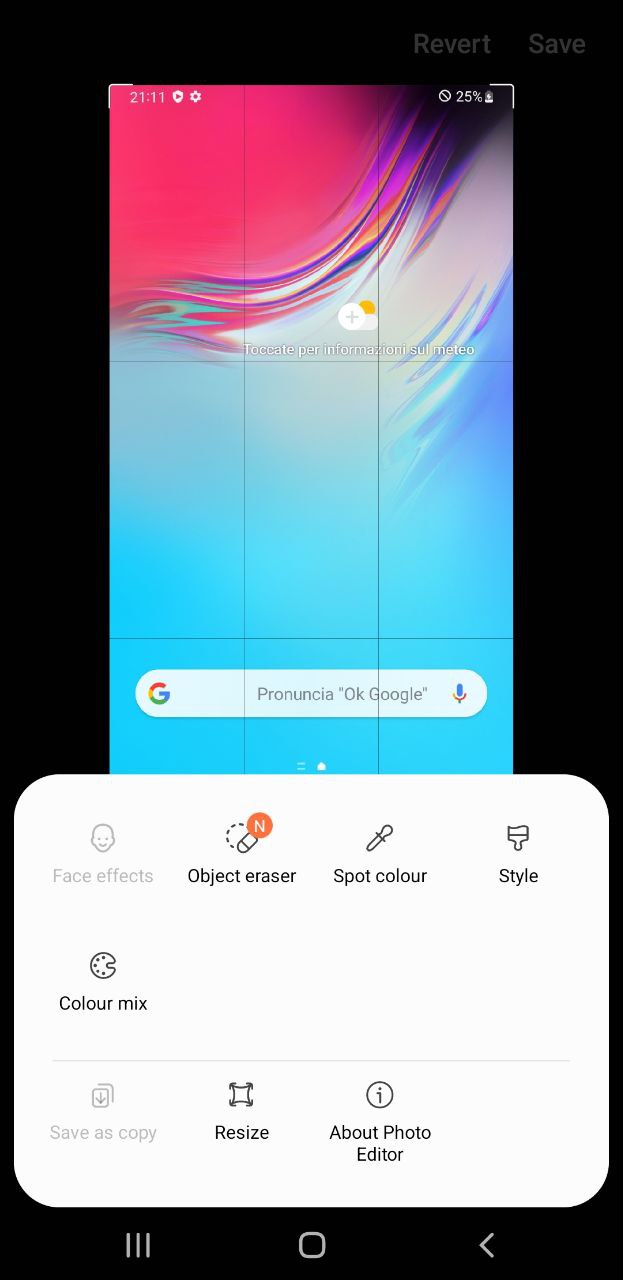 Revert Save
21:11 25%
Toccate per informazioni sul meteo
G Pronuncia "Ok Google"
N
Face effects Object eraser Spot colour Style
Colour mix
Save as copy Resize About Photo
Editor